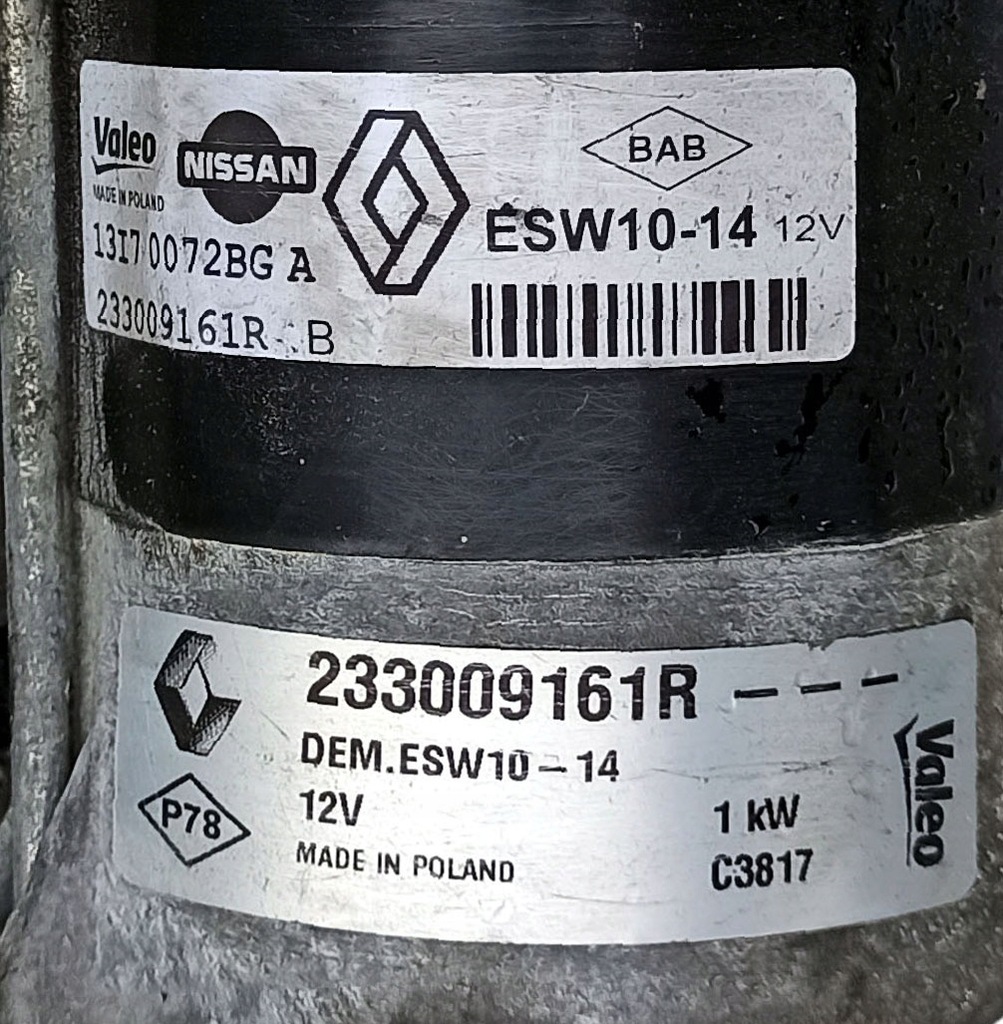 Valeo
MADE IN POLAND
NISSAN
BAB
ESW10-14 12V
13I70072BG A
233009161R B
233009161R ---
DEM.ESW10-14
P78
12V
1 kW
MADE IN POLAND
C3817
Valeo